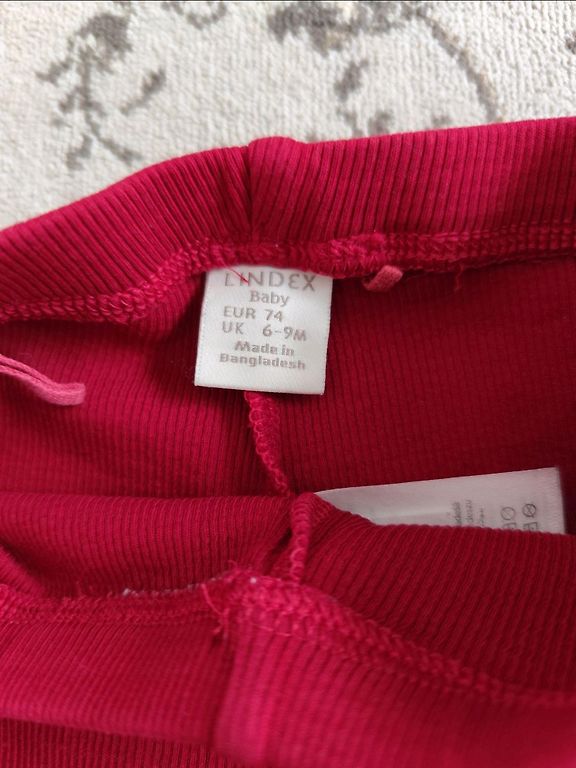 LINDEX
Baby
EUR 74
UK 6-9M
Made in
Bangladesh